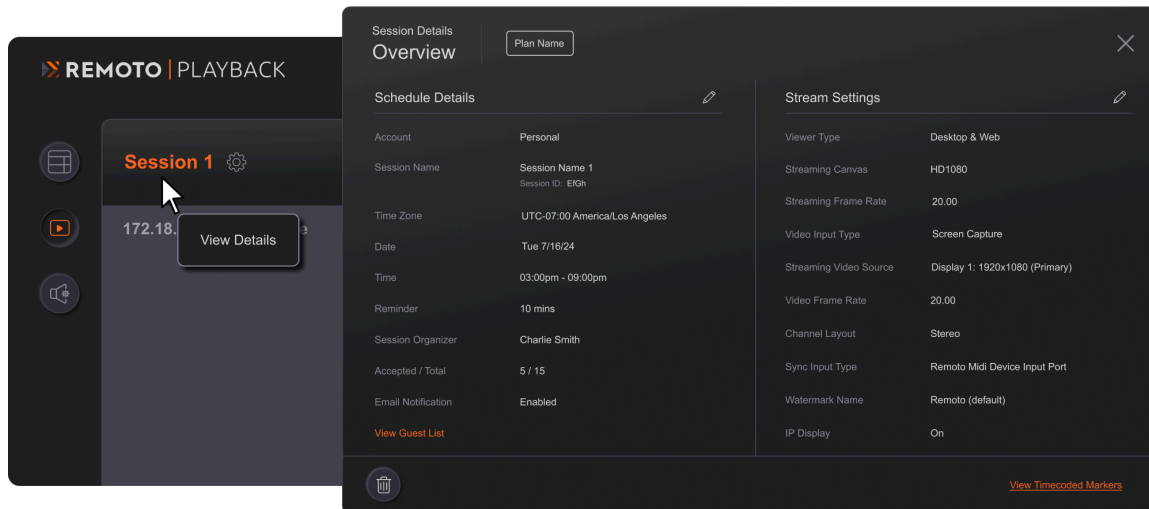 REMOTO | PLAYBACK
Session 1
172.18.
View Details
e
Session Details
Overview
Plan Name
Schedule Details
Account Personal
Session Name Session Name 1
Session ID: EfGh
Time Zone UTC-07:00 America/Los Angeles
Date Tue 7/16/24
Time 03:00pm - 09:00pm
Reminder 10 mins
Session Organizer Charlie Smith
Accepted / Total 5 / 15
Email Notification Enabled
View Guest List
Stream Settings
Viewer Type Desktop & Web
Streaming Canvas HD1080
Streaming Frame Rate 20.00
Video Input Type Screen Capture
Streaming Video Source Display 1: 1920x1080 (Primary)
Video Frame Rate 20.00
Channel Layout Stereo
Sync Input Type Remoto Midi Device Input Port
Watermark Name Remoto (default)
IP Display On
View Timecoded Markers